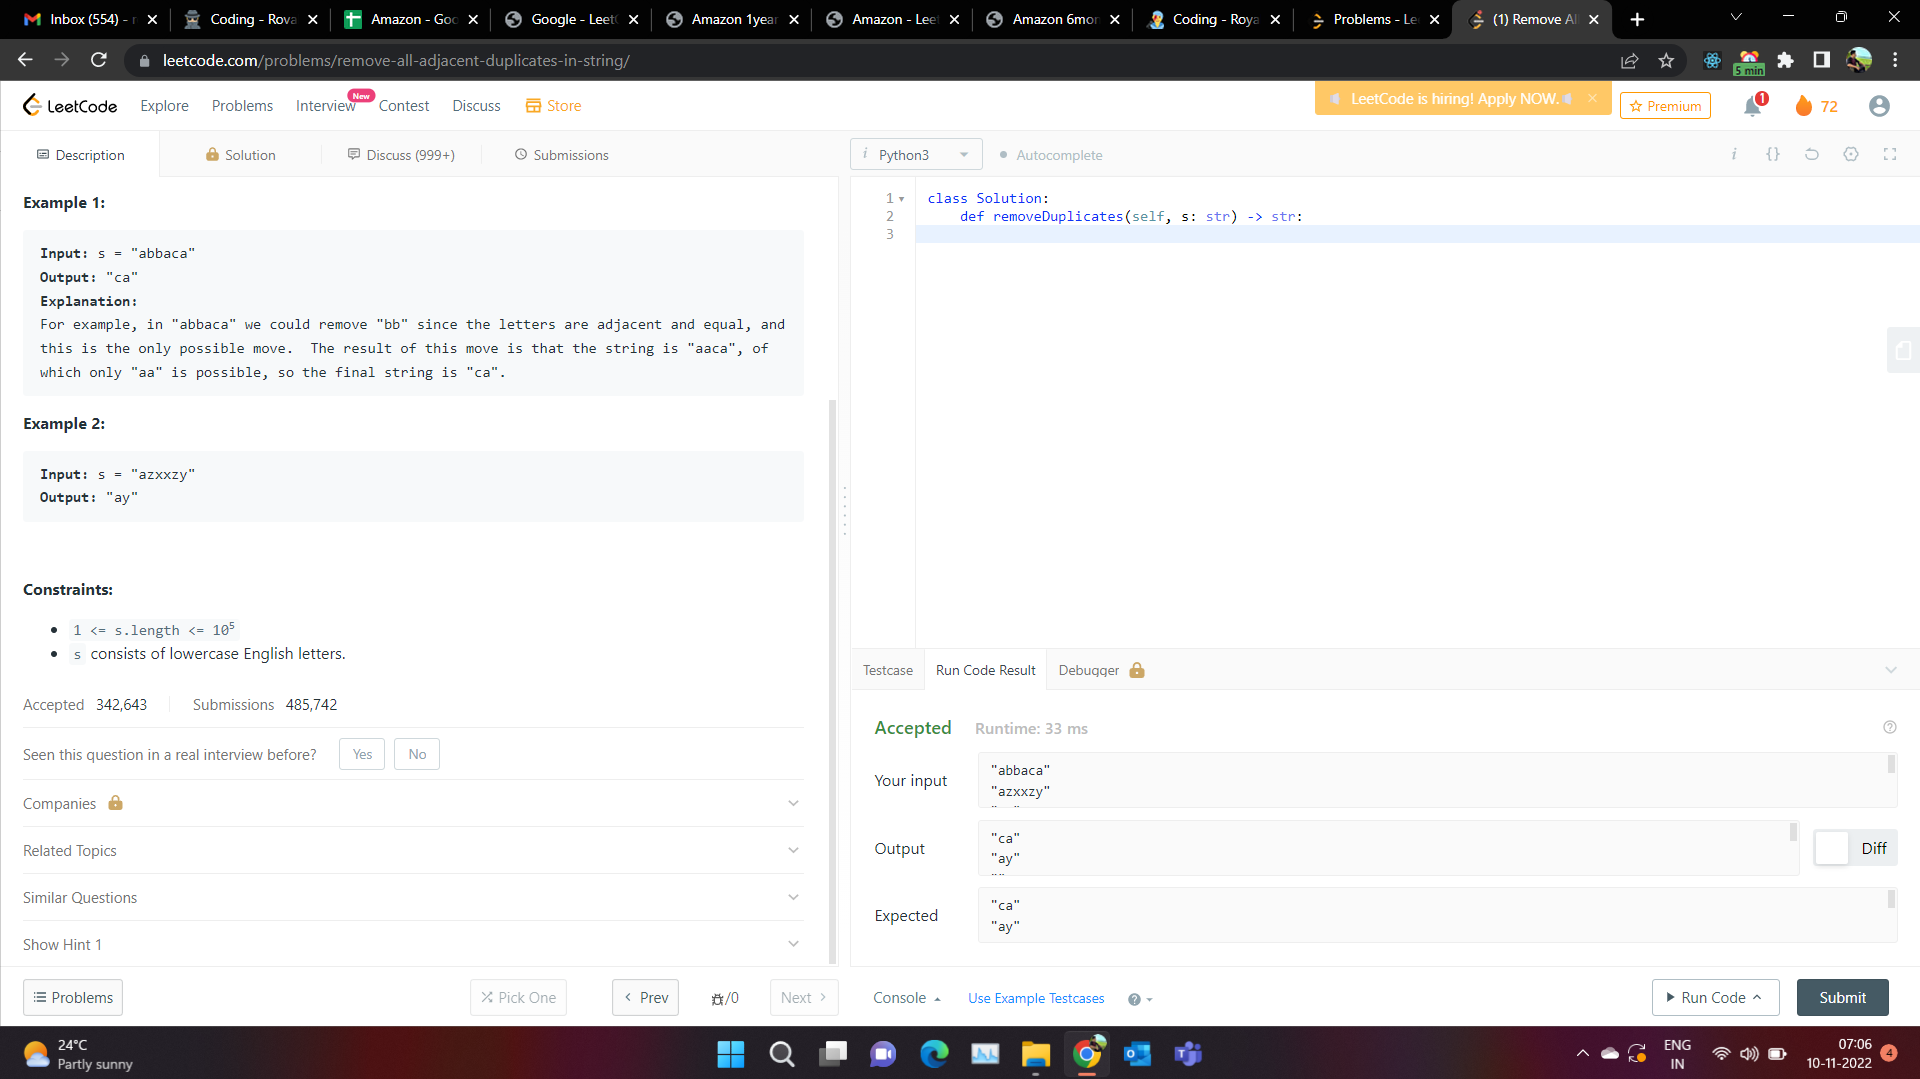 Inbox (554) -
Coding - Rova
Amazon - Goo
Google - Leet
Amazon 1year
Amazon - Leet
Amazon 6mon
Coding - Roya
Problems - Le
(1) Remove Al
leetcode.com/problems/remove-all-adjacent-duplicates-in-string/
5 min
LeetCode
Explore
Problems
Interview
New
Contest
Discuss
Store
LeetCode is hiring! Apply NOW.
Premium
1
72
Description
Solution
Discuss (999+)
Submissions
i Python3
Autocomplete
i {}
Example 1:
Input: s = "abbaca"
Output: "ca"
Explanation:
For example, in "abbaca" we could remove "bb" since the letters are adjacent and equal, and
this is the only possible move.  The result of this move is that the string is "aaca", of
which only "aa" is possible, so the final string is "ca".
Example 2:
Input: s = "azxxzy"
Output: "ay"
Constraints:
1 <= s.length <= 10⁵
s consists of lowercase English letters.
Accepted 342,643
Submissions 485,742
Seen this question in a real interview before?
Yes
No
Companies
Related Topics
Similar Questions
Show Hint 1
Problems
Pick One
Prev
/0
Next
1 class Solution:
2     def removeDuplicates(self, s: str) -> str:
3
Testcase
Run Code Result
Debugger
Accepted
Runtime: 33 ms
Your input
"abbaca"
"azxxzy"
Output
"ca"
"ay"
Diff
Expected
"ca"
"ay"
Console
Use Example Testcases
Run Code
Submit
24°C
Partly sunny
ENG
IN
07:06
10-11-2022
4